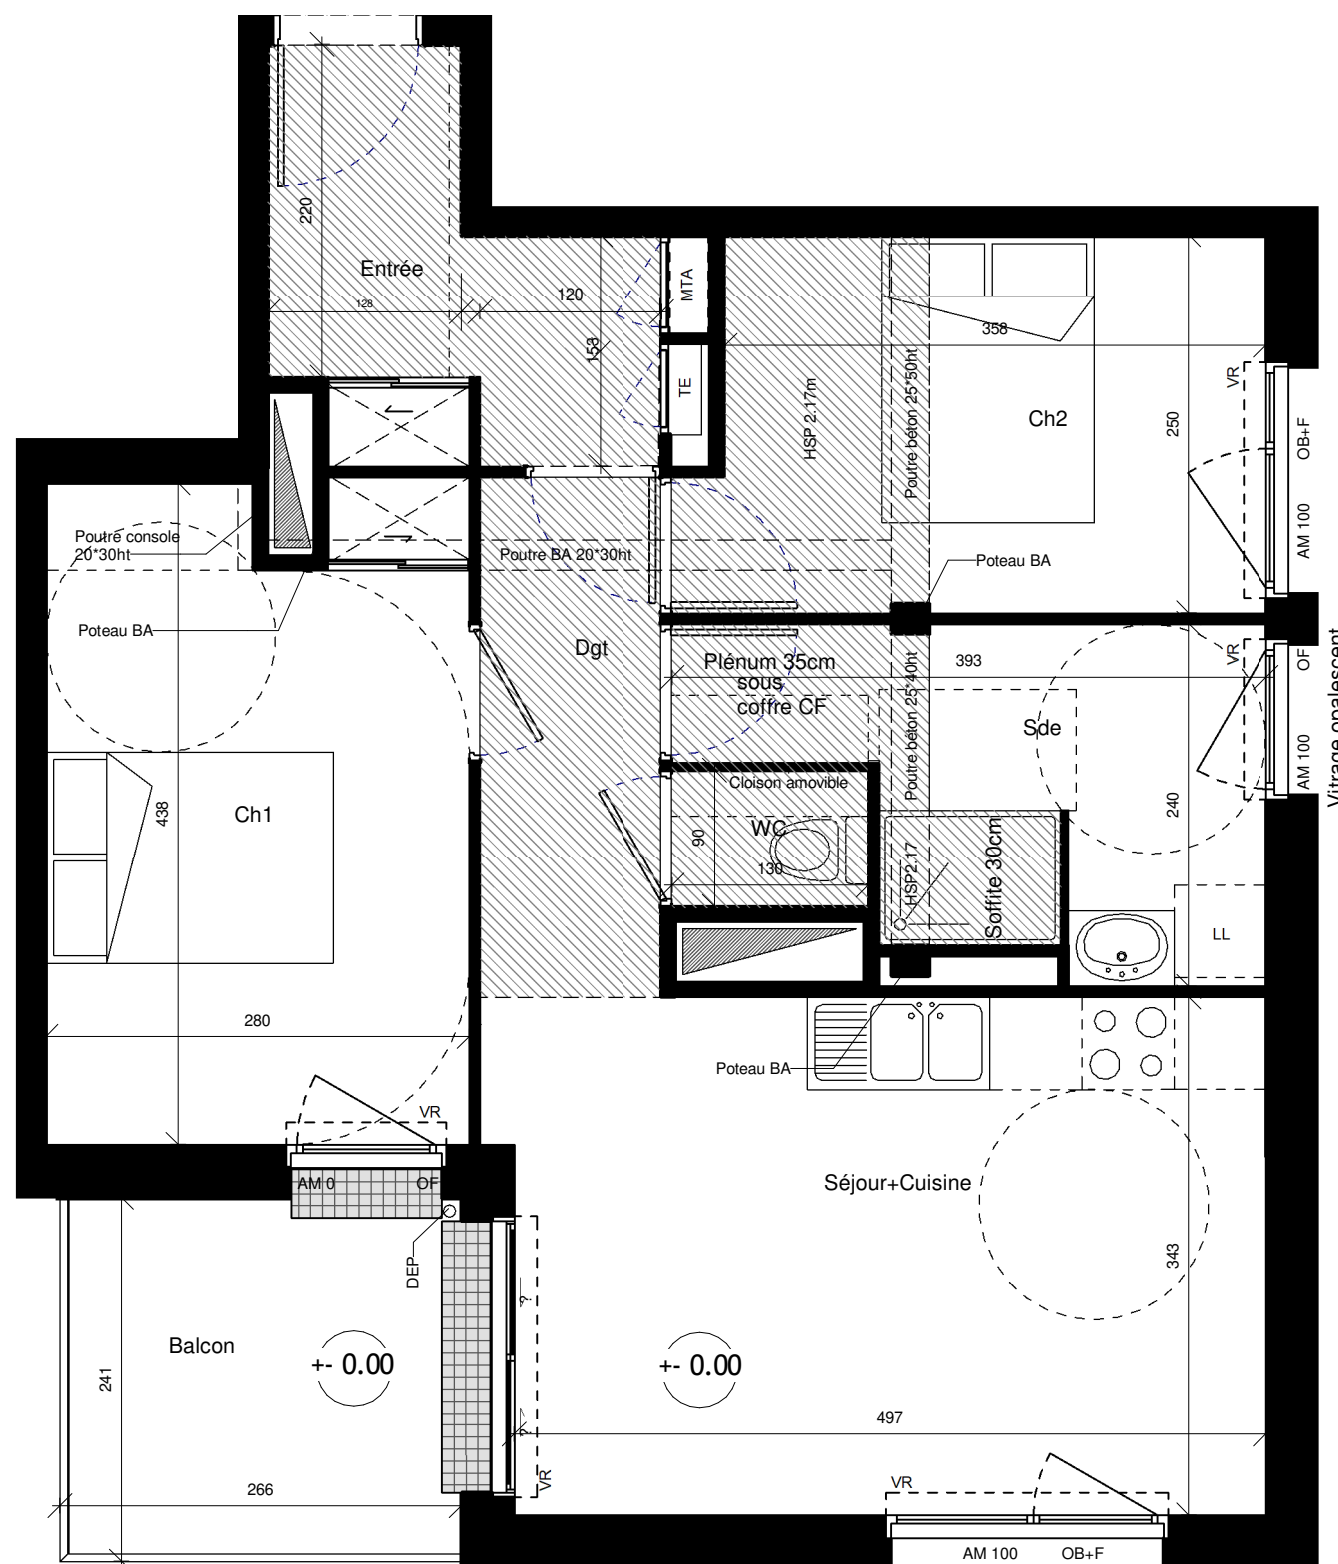 220
Entrée
128
120
153
MTA
TE
358
HSP 2.17m
Poutre béton 25*50ht
Ch2
250
VR
OB+F
AM 100
Poutre console
20*30ht
Poutre BA 20*30ht
Poteau BA
Poteau BA
Dgt
Plénum 35cm
sous
coffre CF
393
Poutre béton 25*40ht
Sde
VR
OF
AM 100
Vitrage opalescent
Cloison amovible
WC
90
130
HSP2.17
Soffite 30cm
240
LL
Ch1
438
280
Poteau BA
VR
AM 0
OF
DEP
Séjour+Cuisine
343
Balcon
+- 0.00
+- 0.00
241
266
?
?
VR
497
VR
AM 100
OB+F